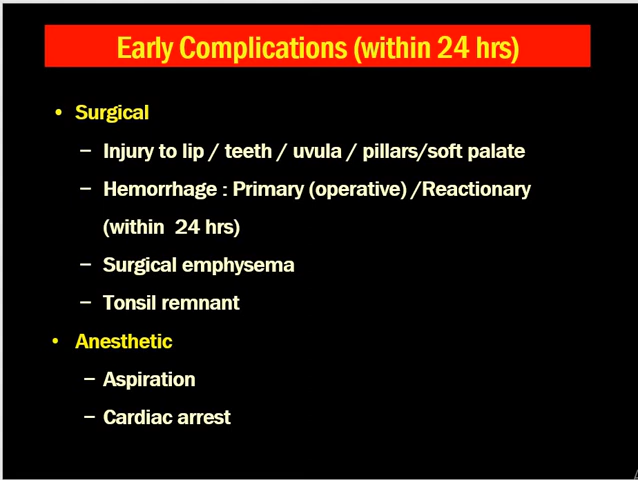 Early Complications (within 24 hrs)
• Surgical
– Injury to lip / teeth / uvula / pillars/soft palate
– Hemorrhage : Primary (operative) /Reactionary
(within 24 hrs)
– Surgical emphysema
– Tonsil remnant
• Anesthetic
– Aspiration
– Cardiac arrest